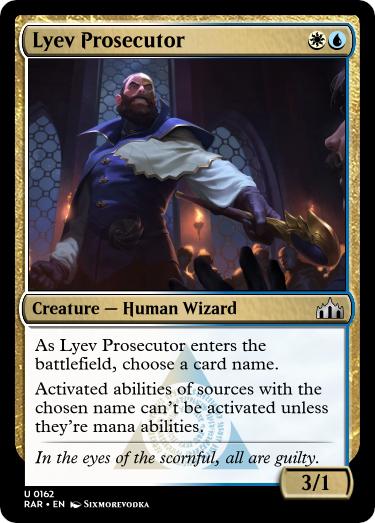 Lyev Prosecutor
Creature — Human Wizard
As Lyev Prosecutor enters the
battlefield, choose a card name.
Activated abilities of sources with the
chosen name can't be activated unless
they're mana abilities.
In the eyes of the scornful, all are guilty.
3/1
U 0162
RAR • EN SIXMOREVODKA